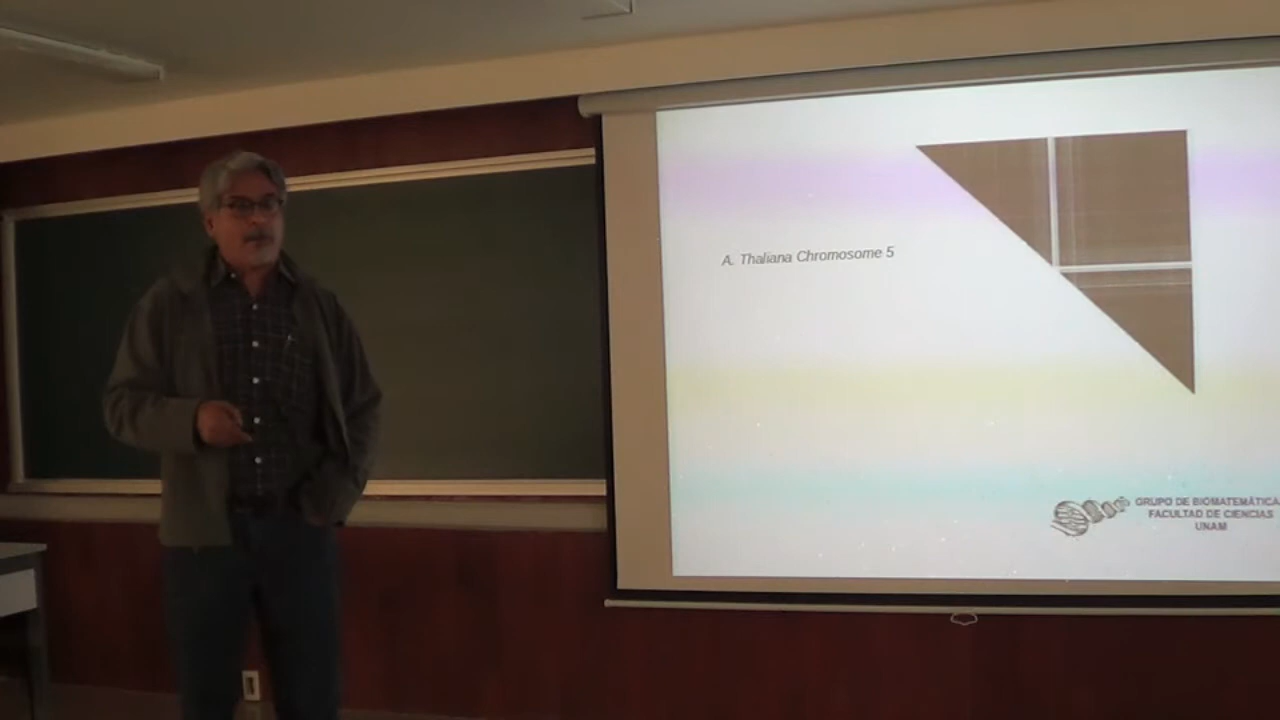 A. Thaliana Chromosome 5
GRUPO DE BIOMATEMÁTICA
FACULTAD DE CIENCIAS
UNAM